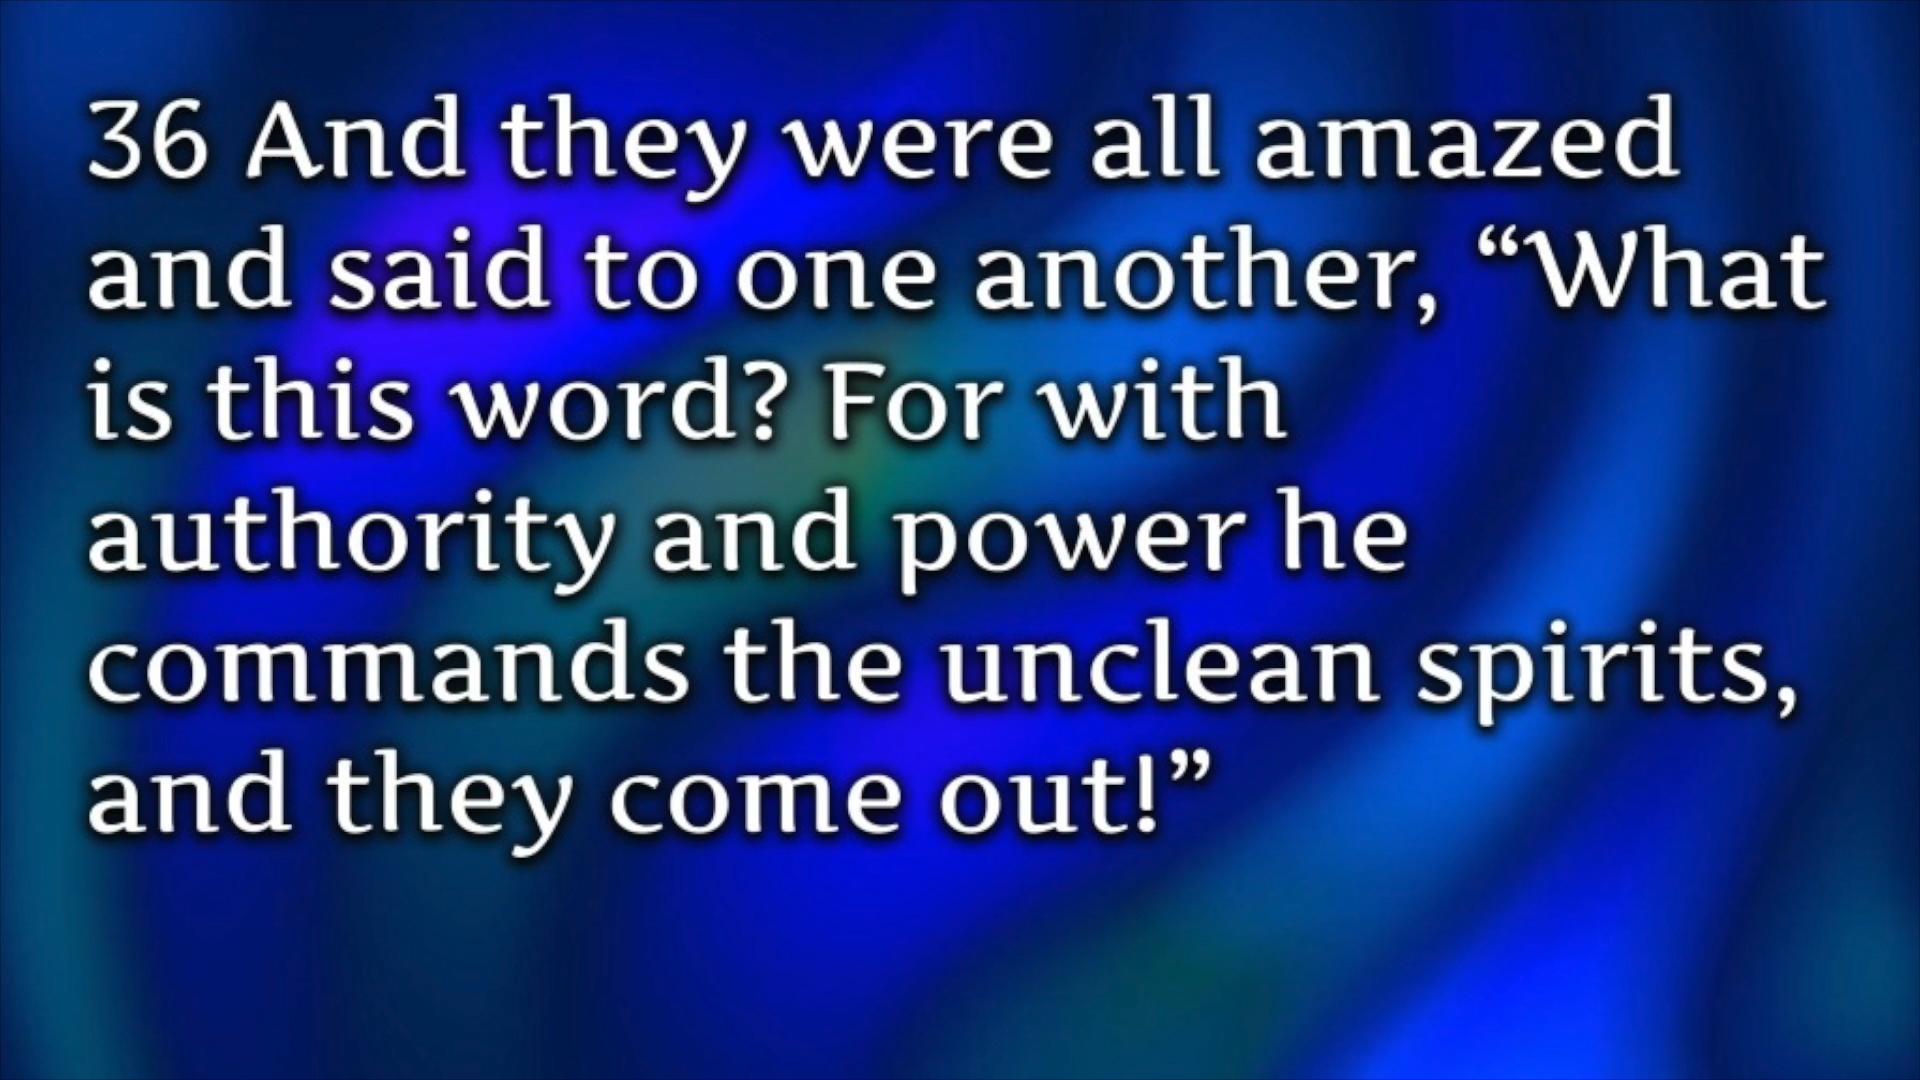 36 And they were all amazed
and said to one another, “What
is this word? For with
authority and power he
commands the unclean spirits,
and they come out!”